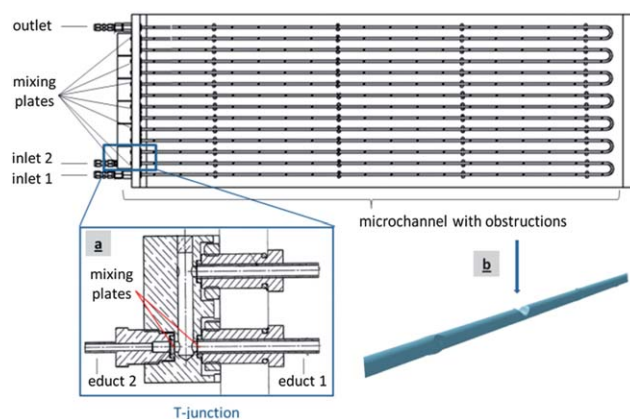 outlet
mixing
plates
inlet 2
inlet 1
microchannel with obstructions
a
mixing
plates
b
educt 2
educt 1
T-junction